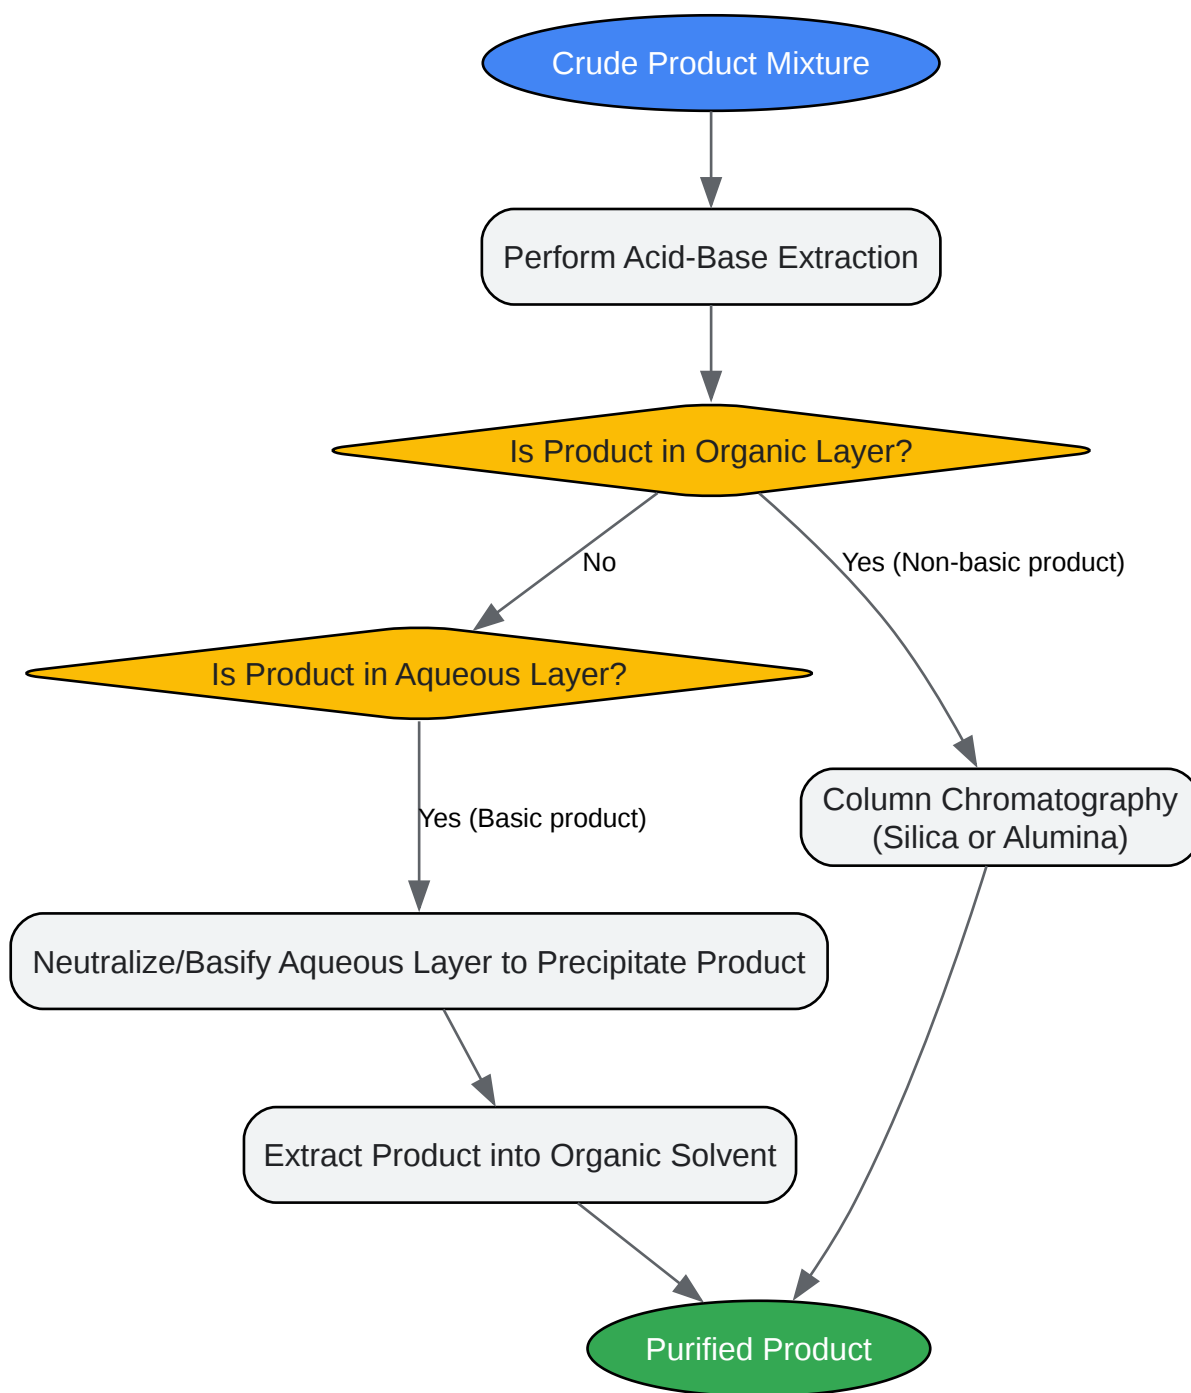 Crude Product Mixture
Perform Acid-Base Extraction
Is Product in Organic Layer?
No
Yes (Non-basic product)
Is Product in Aqueous Layer?
Yes (Basic product)
Column Chromatography
(Silica or Alumina)
Neutralize/Basify Aqueous Layer to Precipitate Product
Extract Product into Organic Solvent
Purified Product